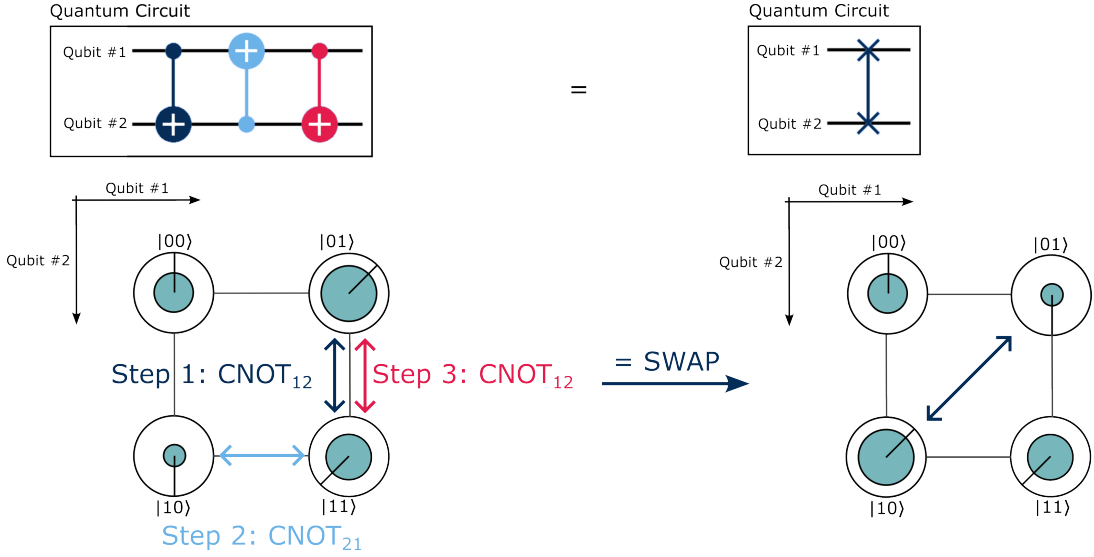 Quantum Circuit
Qubit #1
Qubit #2
=
Quantum Circuit
Qubit #1
Qubit #2
Qubit #1
Qubit #2
|00⟩
|01⟩
Step 1: CNOT₁₂
Step 3: CNOT₁₂
|10⟩
|11⟩
Step 2: CNOT₂₁
= SWAP
Qubit #1
Qubit #2
|00⟩
|01⟩
|10⟩
|11⟩